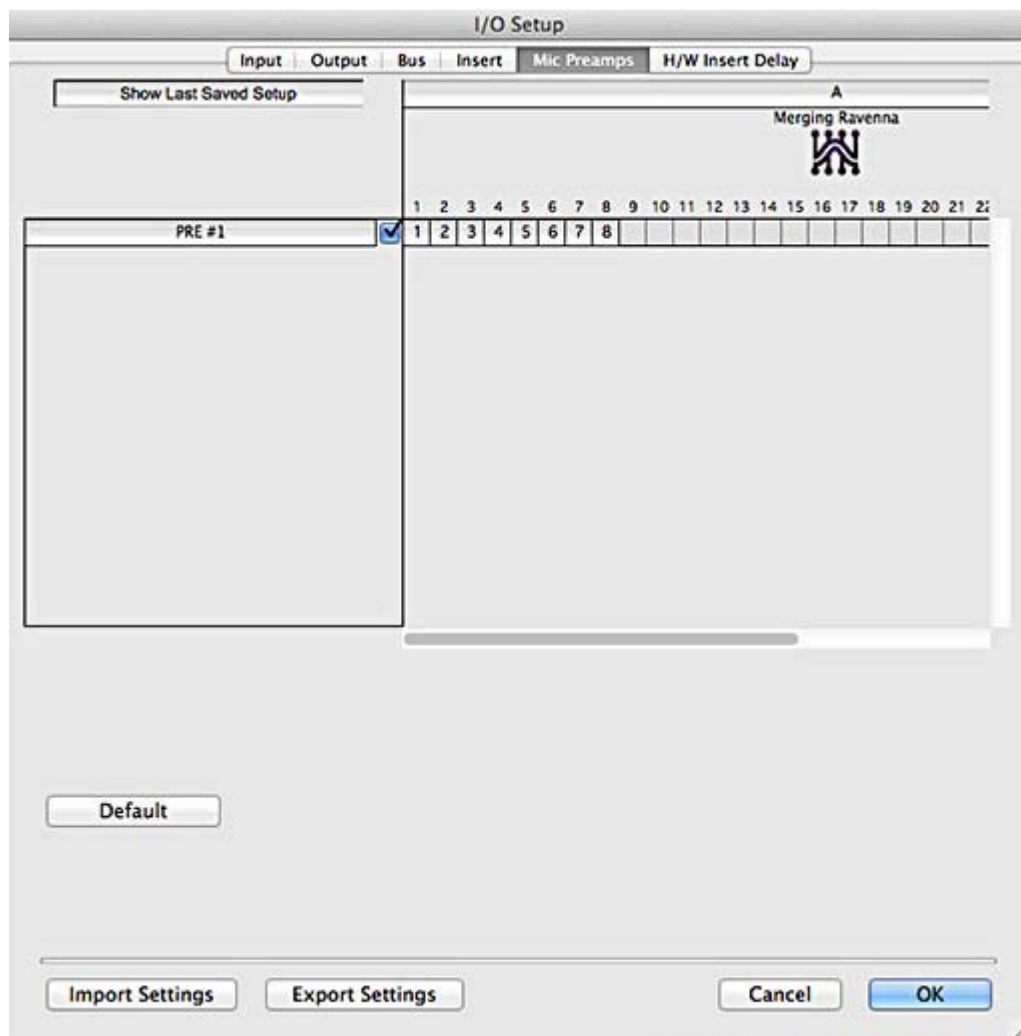 I/O Setup
Input Output Bus Insert Mic Preamps H/W Insert Delay
Show Last Saved Setup
A
Merging Ravenna
1 2 3 4 5 6 7 8 9 10 11 12 13 14 15 16 17 18 19 20 21 22
PRE #1 1 2 3 4 5 6 7 8
Default
Import Settings Export Settings Cancel OK